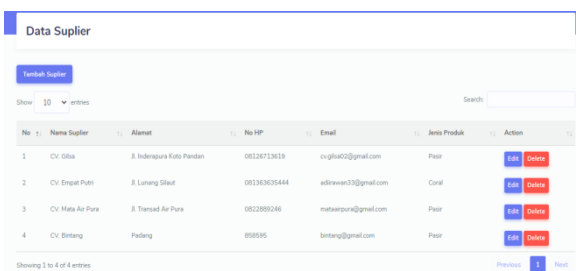 Data Suplier
Tambah Suplier
Show 10 entries
Search:
No Nama Suplier Alamat No HP Email Jenis Produk Action
1 CV. Gilsa Jl. Inderapura Koto Pandan 08126713619 cv.gilsa02@gmail.com Pasir Edit Delete
2 CV. Empat Putri Jl. Lunang Silaut 081363635444 adirawan33@gmail.com Coral Edit Delete
3 CV. Mata Air Pura Jl. Transad Air Pura 0822889246 mataairpura@gmail.com Pasir Edit Delete
4 CV. Bintang Padang 858595 bintang@gmail.com Pasir Edit Delete
Showing 1 to 4 of 4 entries
Previous 1 Next